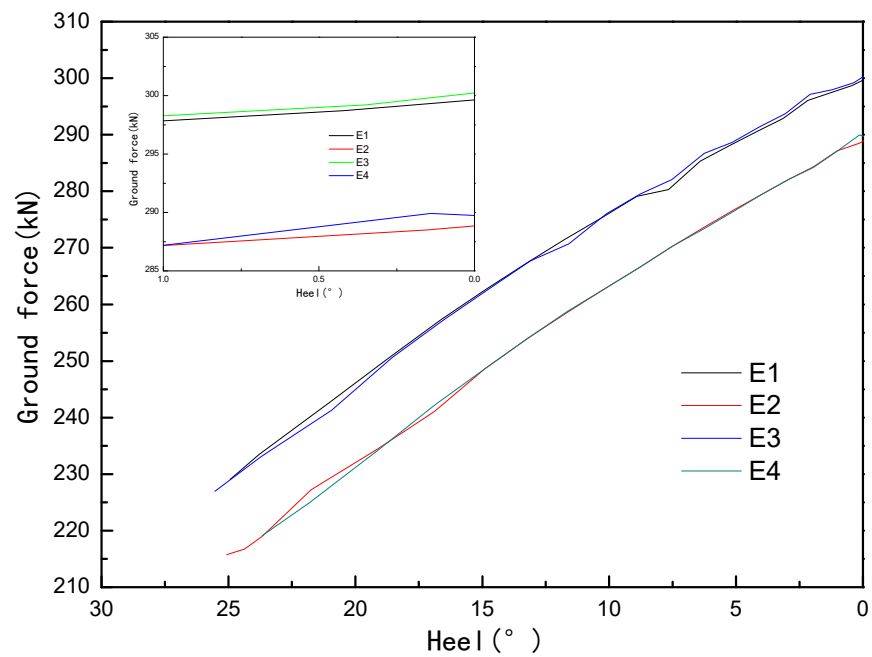 310
300
290
280
270
260
250
240
230
220
210
Ground force(kN)
30 25 20 15 10 5 0
Heel(°)
E1
E2
E3
E4
305
300
295
290
285
Ground force(kN)
1.0 0.5 0.0
Heel(°)
E1
E2
E3
E4